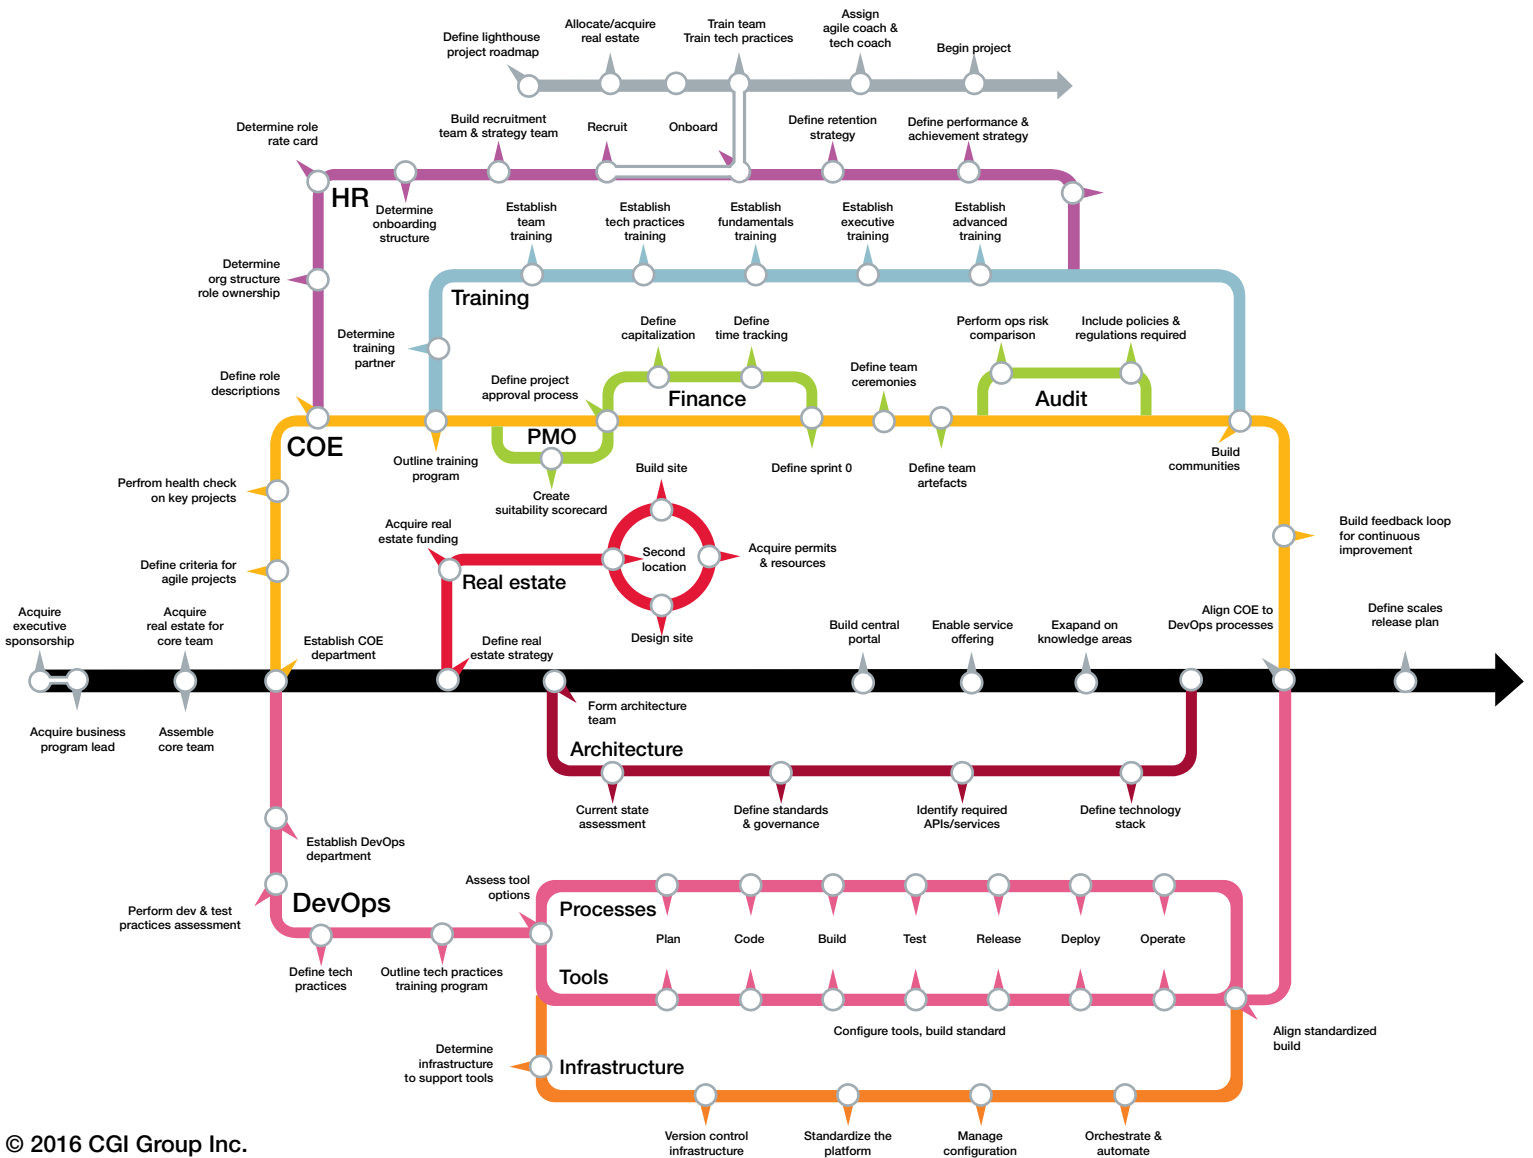 Define lighthouse
project roadmap
Allocate/acquire
real estate
Train team
Train tech practices
Assign
agile coach &
tech coach
Begin project
Determine role
rate card
Build recruitment
team & strategy team
Recruit
Onboard
Define retention
strategy
Define performance &
achievement strategy
HR
Determine
onboarding
structure
Establish
team
training
Establish
tech practices
training
Establish
fundamentals
training
Establish
executive
training
Establish
advanced
training
Determine
org structure
role ownership
Training
Determine
training
partner
Define
capitalization
Define
time tracking
Perform ops risk
comparison
Include policies &
regulations required
Define role
descriptions
Define project
approval process
Finance
Define team
ceremonies
Audit
COE
PMO
Outline training
program
Create
suitability scorecard
Build site
Define sprint 0
Define team
artefacts
Build
communities
Perfrom health check
on key projects
Acquire real
estate funding
Second
location
Acquire permits
& resources
Build feedback loop
for continuous
improvement
Define criteria for
agile projects
Real estate
Design site
Acquire
executive
sponsorship
Acquire
real estate for
core team
Establish COE
department
Define real
estate strategy
Build central
portal
Enable service
offering
Exapand on
knowledge areas
Align COE to
DevOps processes
Define scales
release plan
Acquire business
program lead
Assemble
core team
Form architecture
team
Architecture
Current state
assessment
Define standards
& governance
Identify required
APIs/services
Define technology
stack
Establish DevOps
department
Perform dev & test
practices assessment
DevOps
Assess tool
options
Processes
Plan
Code
Build
Test
Release
Deploy
Operate
Define tech
practices
Outline tech practices
training program
Tools
Configure tools, build standard
Align standardized
build
Determine
infrastructure
to support tools
Infrastructure
Version control
infrastructure
Standardize the
platform
Manage
configuration
Orchestrate &
automate
© 2016 CGI Group Inc.